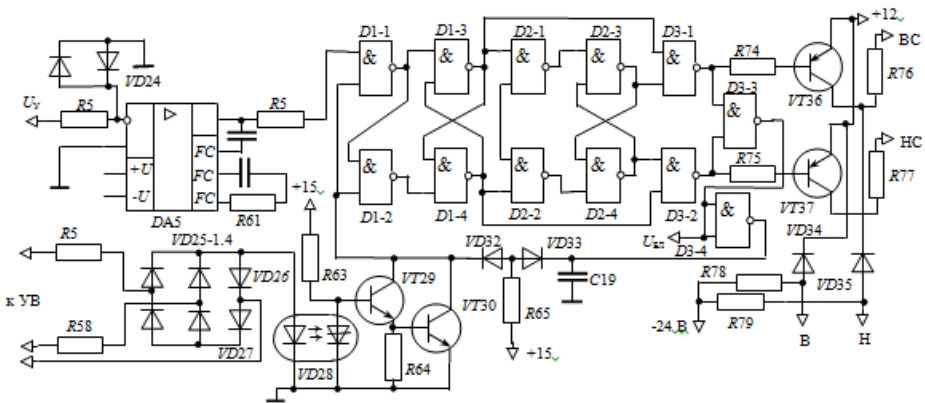 D1-1
D1-3
D2-1
D2-3
D3-1
+12
&
&
&
&
&
R74
ВС
R76
VD24
R5
Uу
R5
VT36
D3-3
FC
+U
FC
-U
FC
&
&
&
&
&
&
R75
НС
R77
DA5
R61
+15
D1-2
D1-4
D2-2
D2-4
D3-2
VT37
&
Uбл
D3-4
VD34
R5
VD25-1.4
VD26
R63
VT29
VD32
VD33
C19
R78
VD35
к УВ
VT30
R65
R58
VD27
VD28
R64
+15
-24 В
R79
В
Н